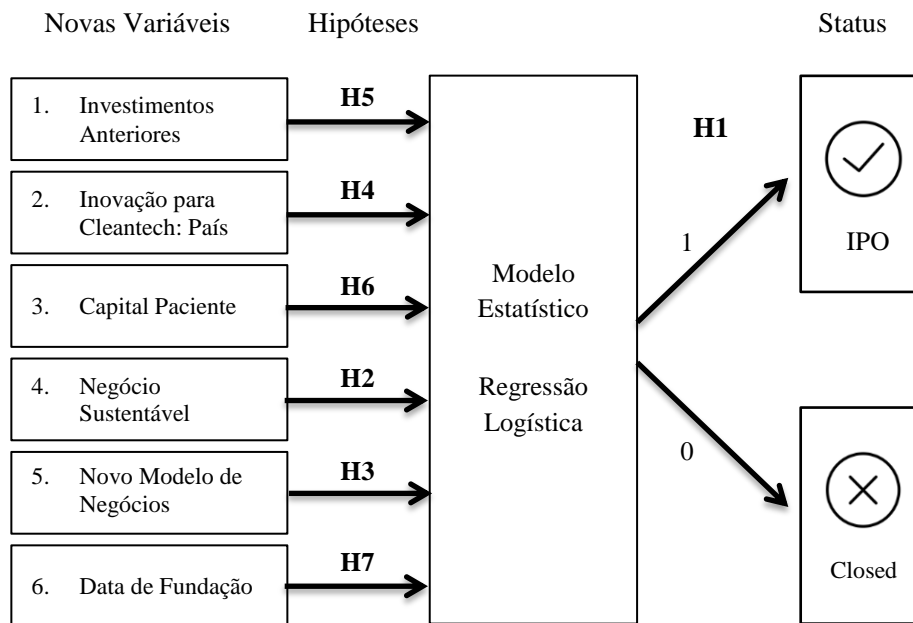 Novas Variáveis
Hipóteses
Status
1. Investimentos
Anteriores
H5
2. Inovação para
Cleantech: País
H4
3. Capital Paciente
H6
4. Negócio
Sustentável
H2
5. Novo Modelo de
Negócios
H3
6. Data de Fundação
H7
Modelo
Estatístico
Regressão
Logística
H1
1
0
IPO
Closed